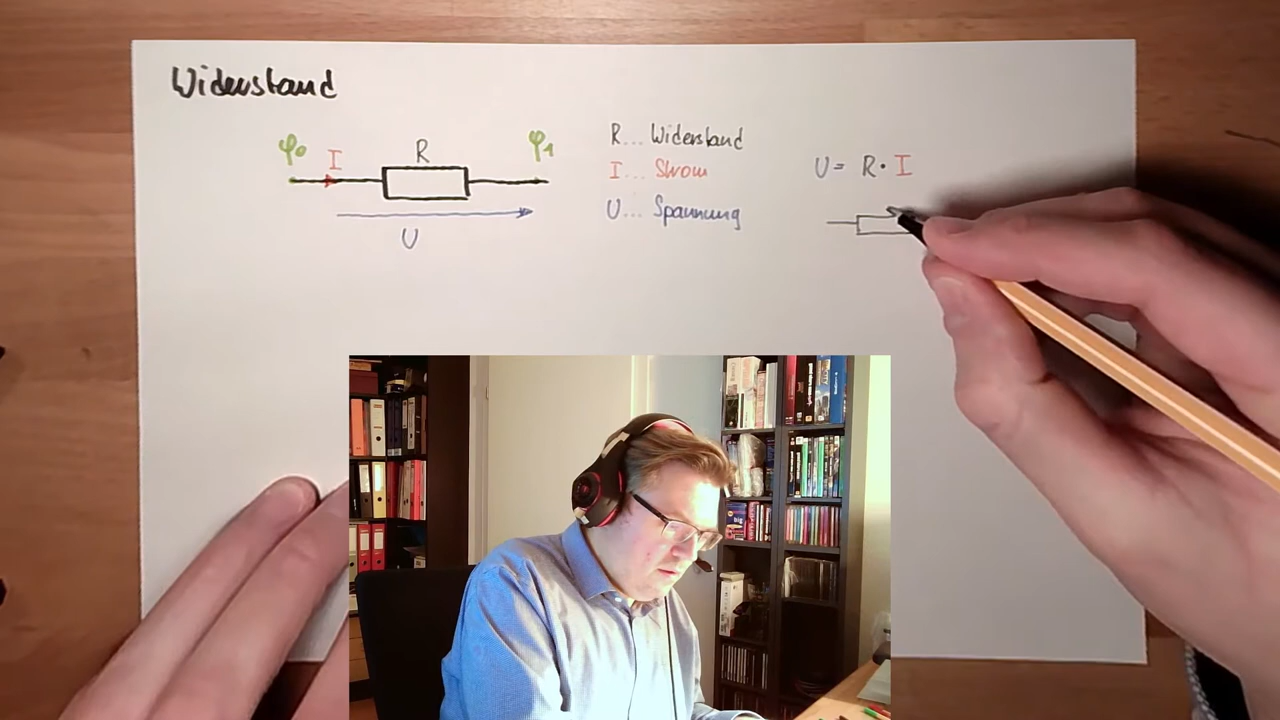 Widerstand
φ0 I R φ1
U
R... Widerstand
I... Strom
U... Spannung
U = R · I